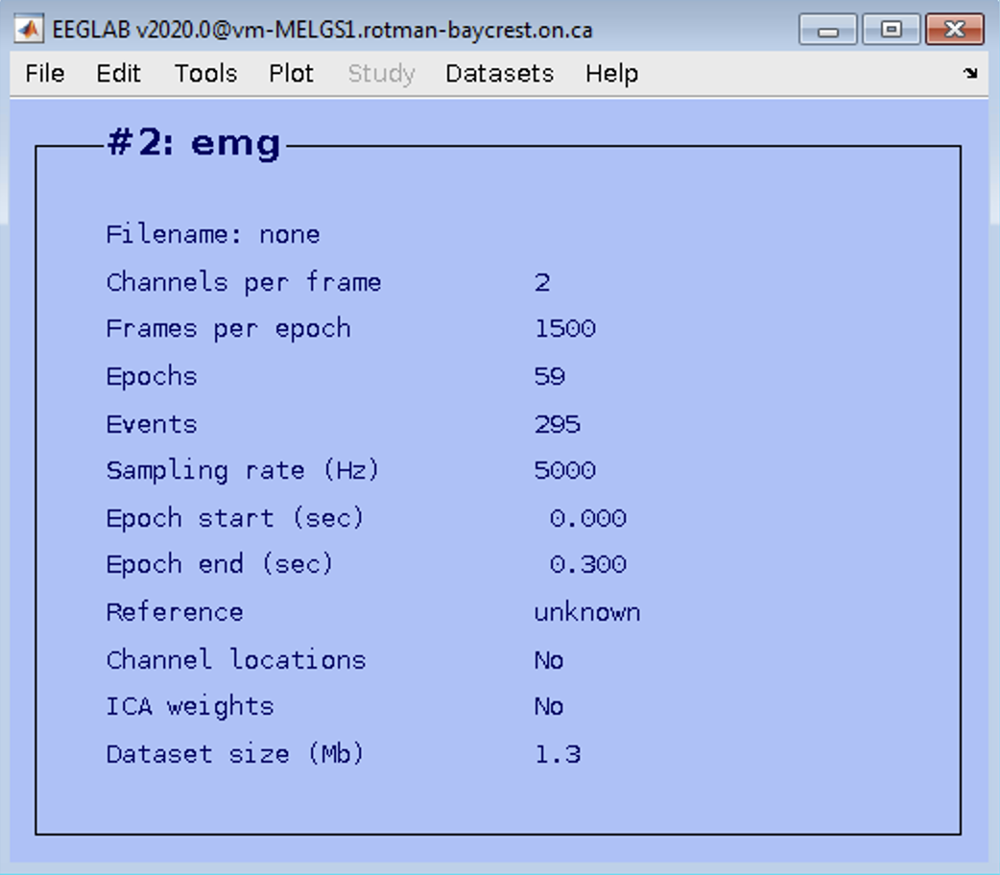 EEGLAB v2020.0@vm-MELGS1.rotman-baycrest.on.ca
File Edit Tools Plot Study Datasets Help
#2: emg
Filename: none
Channels per frame 2
Frames per epoch 1500
Epochs 59
Events 295
Sampling rate (Hz) 5000
Epoch start (sec) 0.000
Epoch end (sec) 0.300
Reference unknown
Channel locations No
ICA weights No
Dataset size (Mb) 1.3